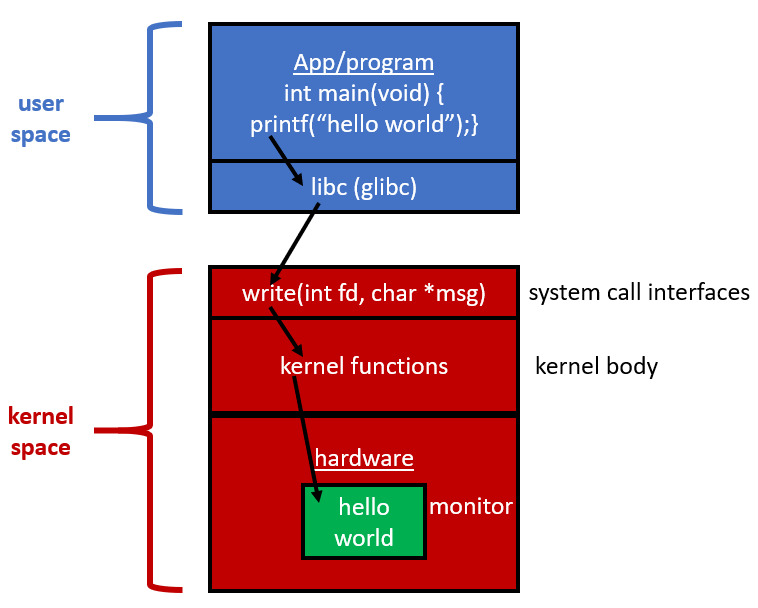 App/program
int main(void) {
printf(“hello world”);}
user
space
libc (glibc)
write(int fd, char *msg)
system call interfaces
kernel functions
kernel body
kernel
space
hardware
hello
world
monitor